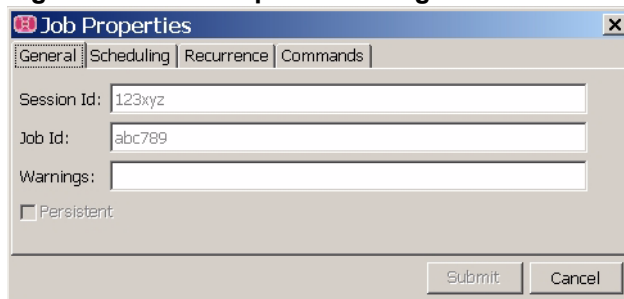 Job Properties
General Scheduling Recurrence Commands
Session Id: 123xyz
Job Id: abc789
Warnings:
Persistent
Submit Cancel